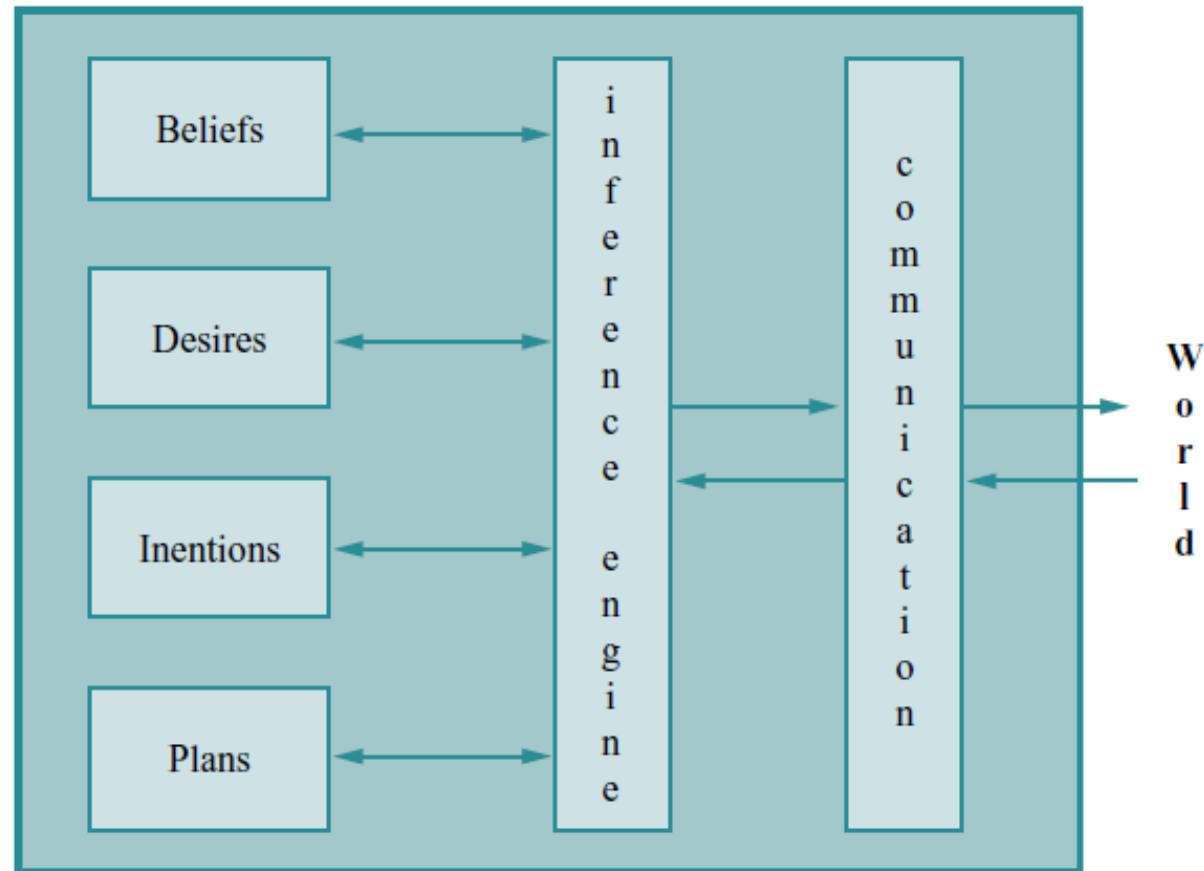 Beliefs
Desires
Inentions
Plans
inference engine
communication
World